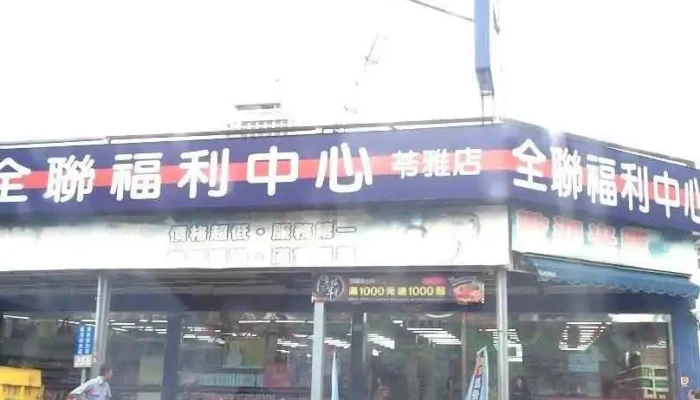 全聯福利中心 苓雅店
全聯福利中心
價格超低·服務第一
滿1000元送1000點